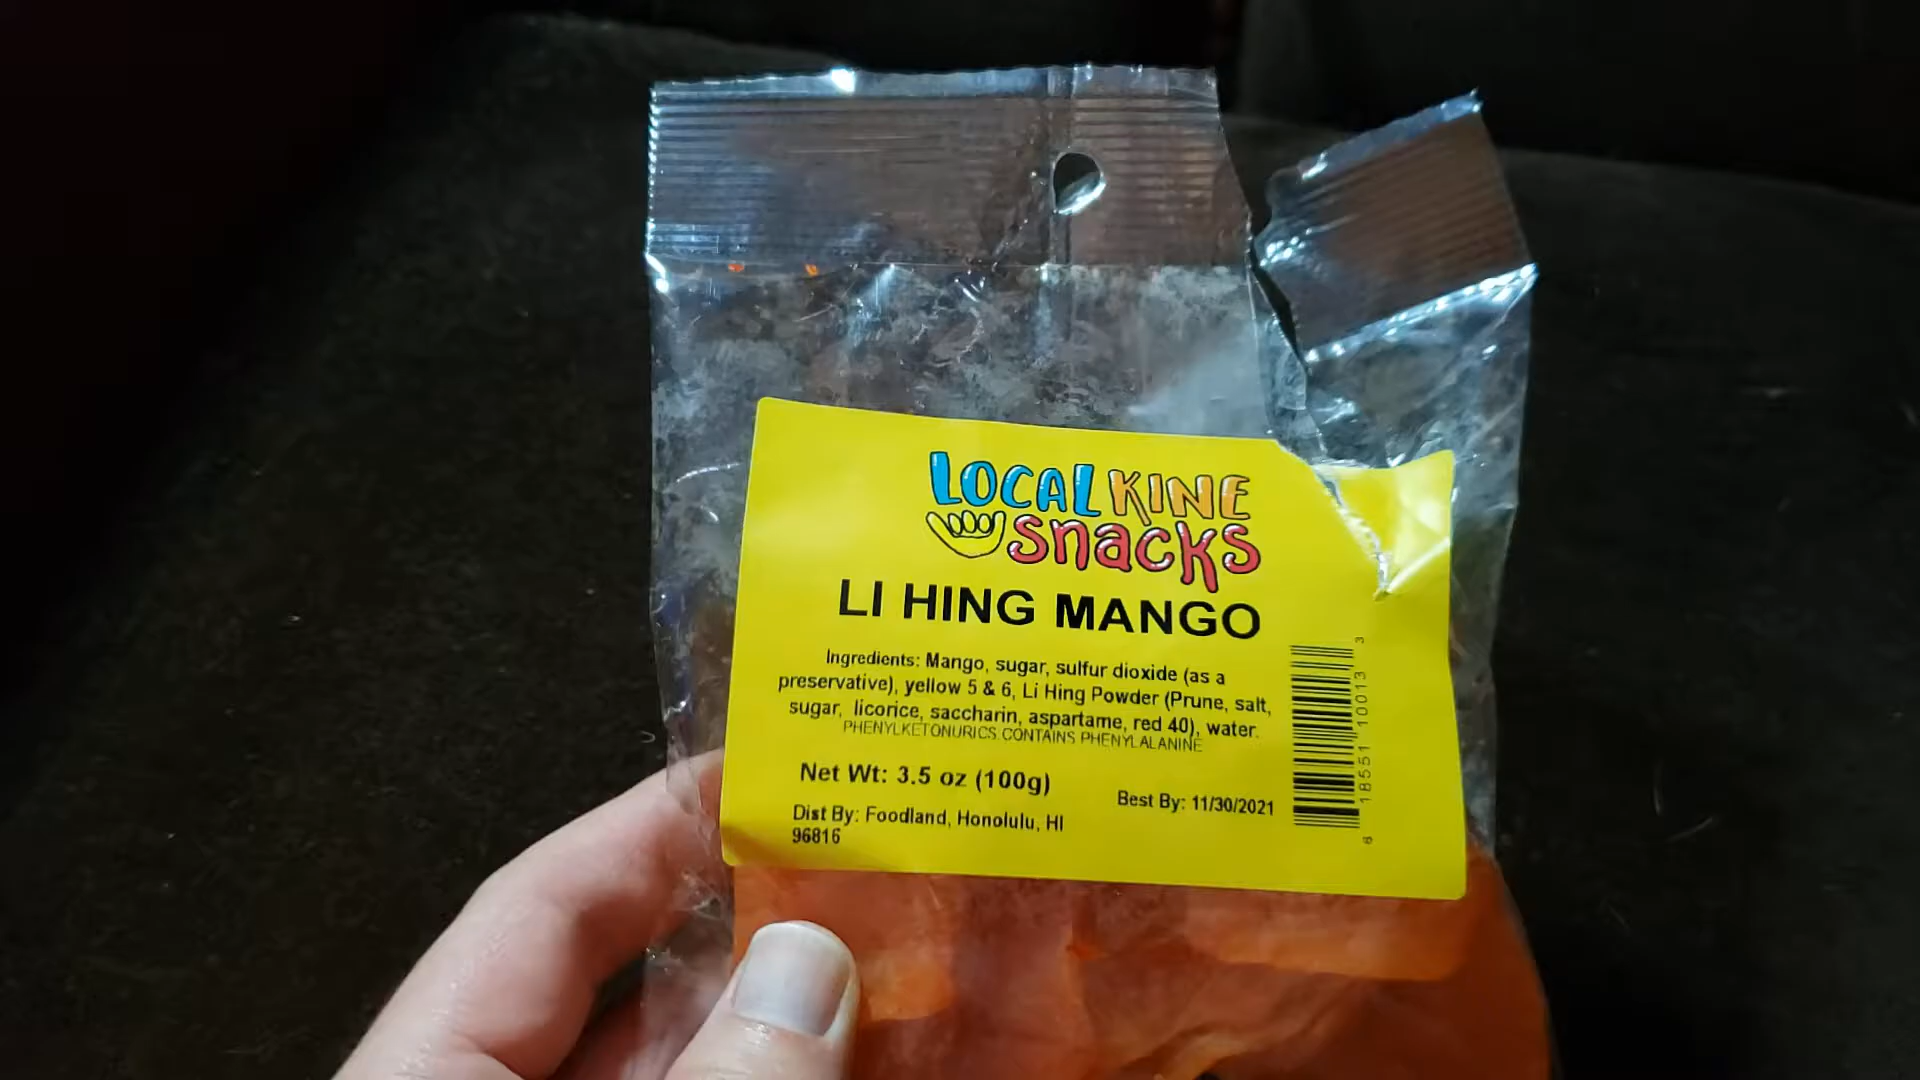 LOCAL KINE
snacks
LI HING MANGO
Ingredients: Mango, sugar, sulfur dioxide (as a
preservative), yellow 5 & 6, Li Hing Powder (Prune, salt,
sugar, licorice, saccharin, aspartame, red 40), water.
PHENYLKETONURICS:CONTAINS PHENYLALANINE
Net Wt: 3.5 oz (100g)
Best By: 11/30/2021
Dist By: Foodland, Honolulu, HI
96816
6 18551 10013 3